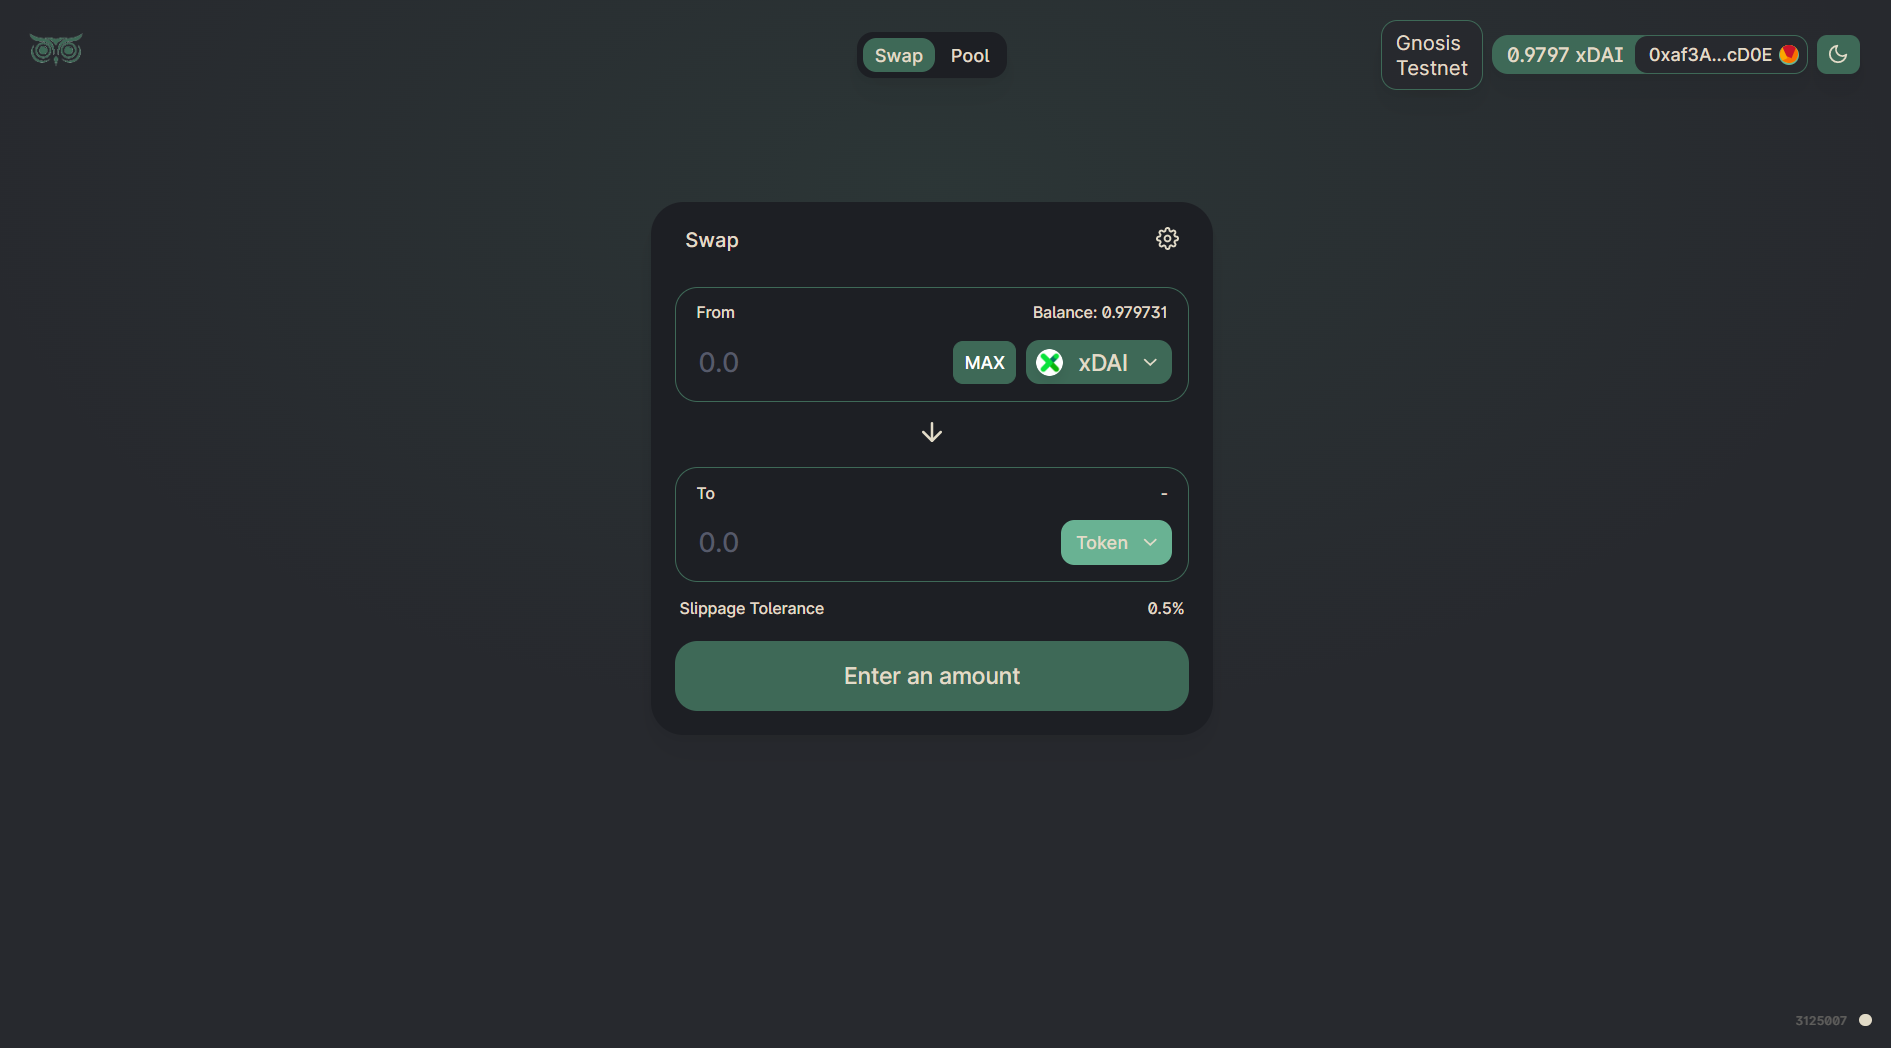 Swap
Pool
Gnosis
Testnet
0.9797 xDAI
0xaf3A...cD0E
Swap
From
Balance: 0.979731
0.0
MAX
xDAI
To
-
0.0
Token
Slippage Tolerance
0.5%
Enter an amount
3125007